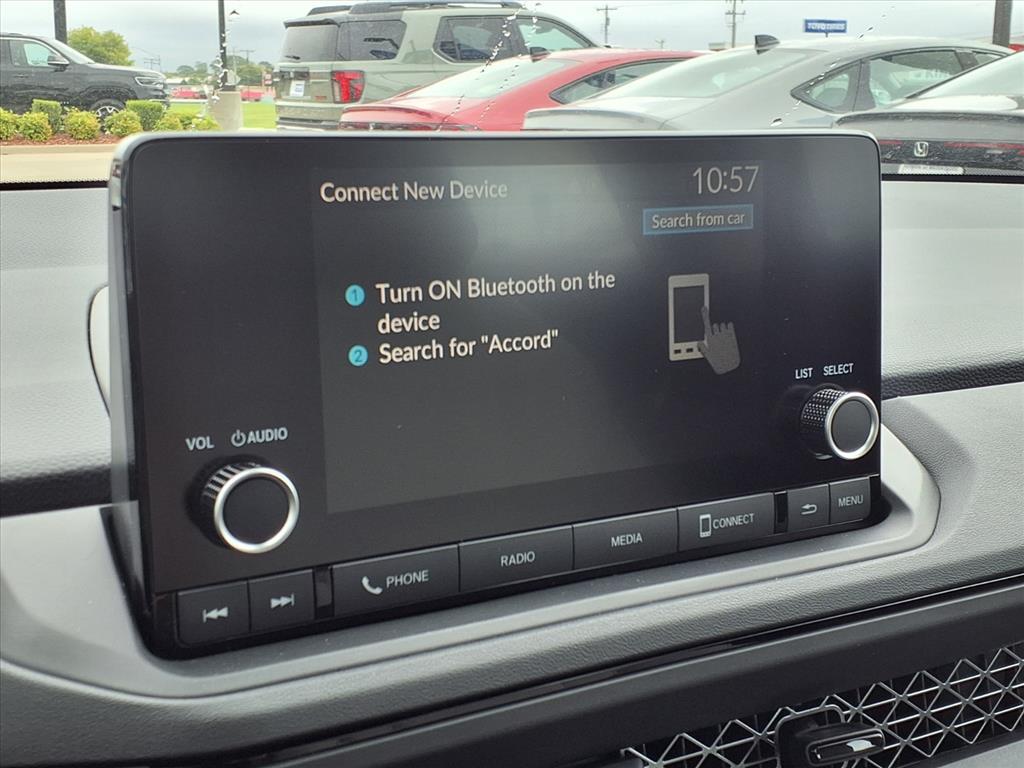 Connect New Device
10:57
Search from car
1 Turn ON Bluetooth on the
device
2 Search for "Accord"
LIST SELECT
VOL AUDIO
PHONE
RADIO
MEDIA
CONNECT
MENU